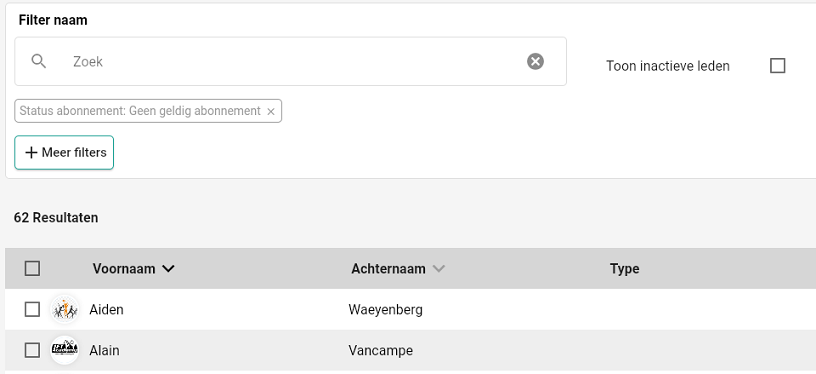 Filter naam
Zoek
Toon inactieve leden
Status abonnement: Geen geldig abonnement ×
+ Meer filters
62 Resultaten
Voornaam Achternaam Type
Aiden Waeyenberg
Alain Vancampe